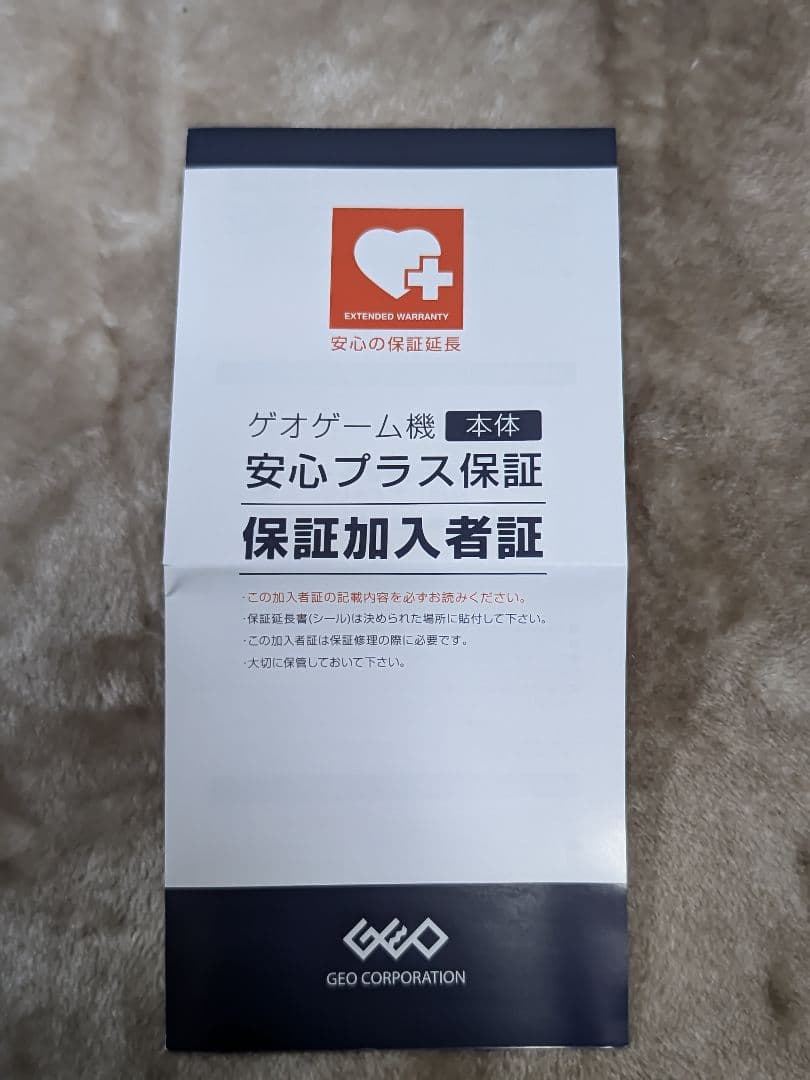 EXTENDED WARRANTY
安心の保証延長
ゲオゲーム機 本体
安心プラス保証
保証加入者証
・この加入者証の記載内容を必ずお読みください。
・保証延長書(シール)は決められた場所に貼付して下さい。
・この加入者証は保証修理の際に必要です。
・大切に保管しておいて下さい。
GEO
GEO CORPORATION